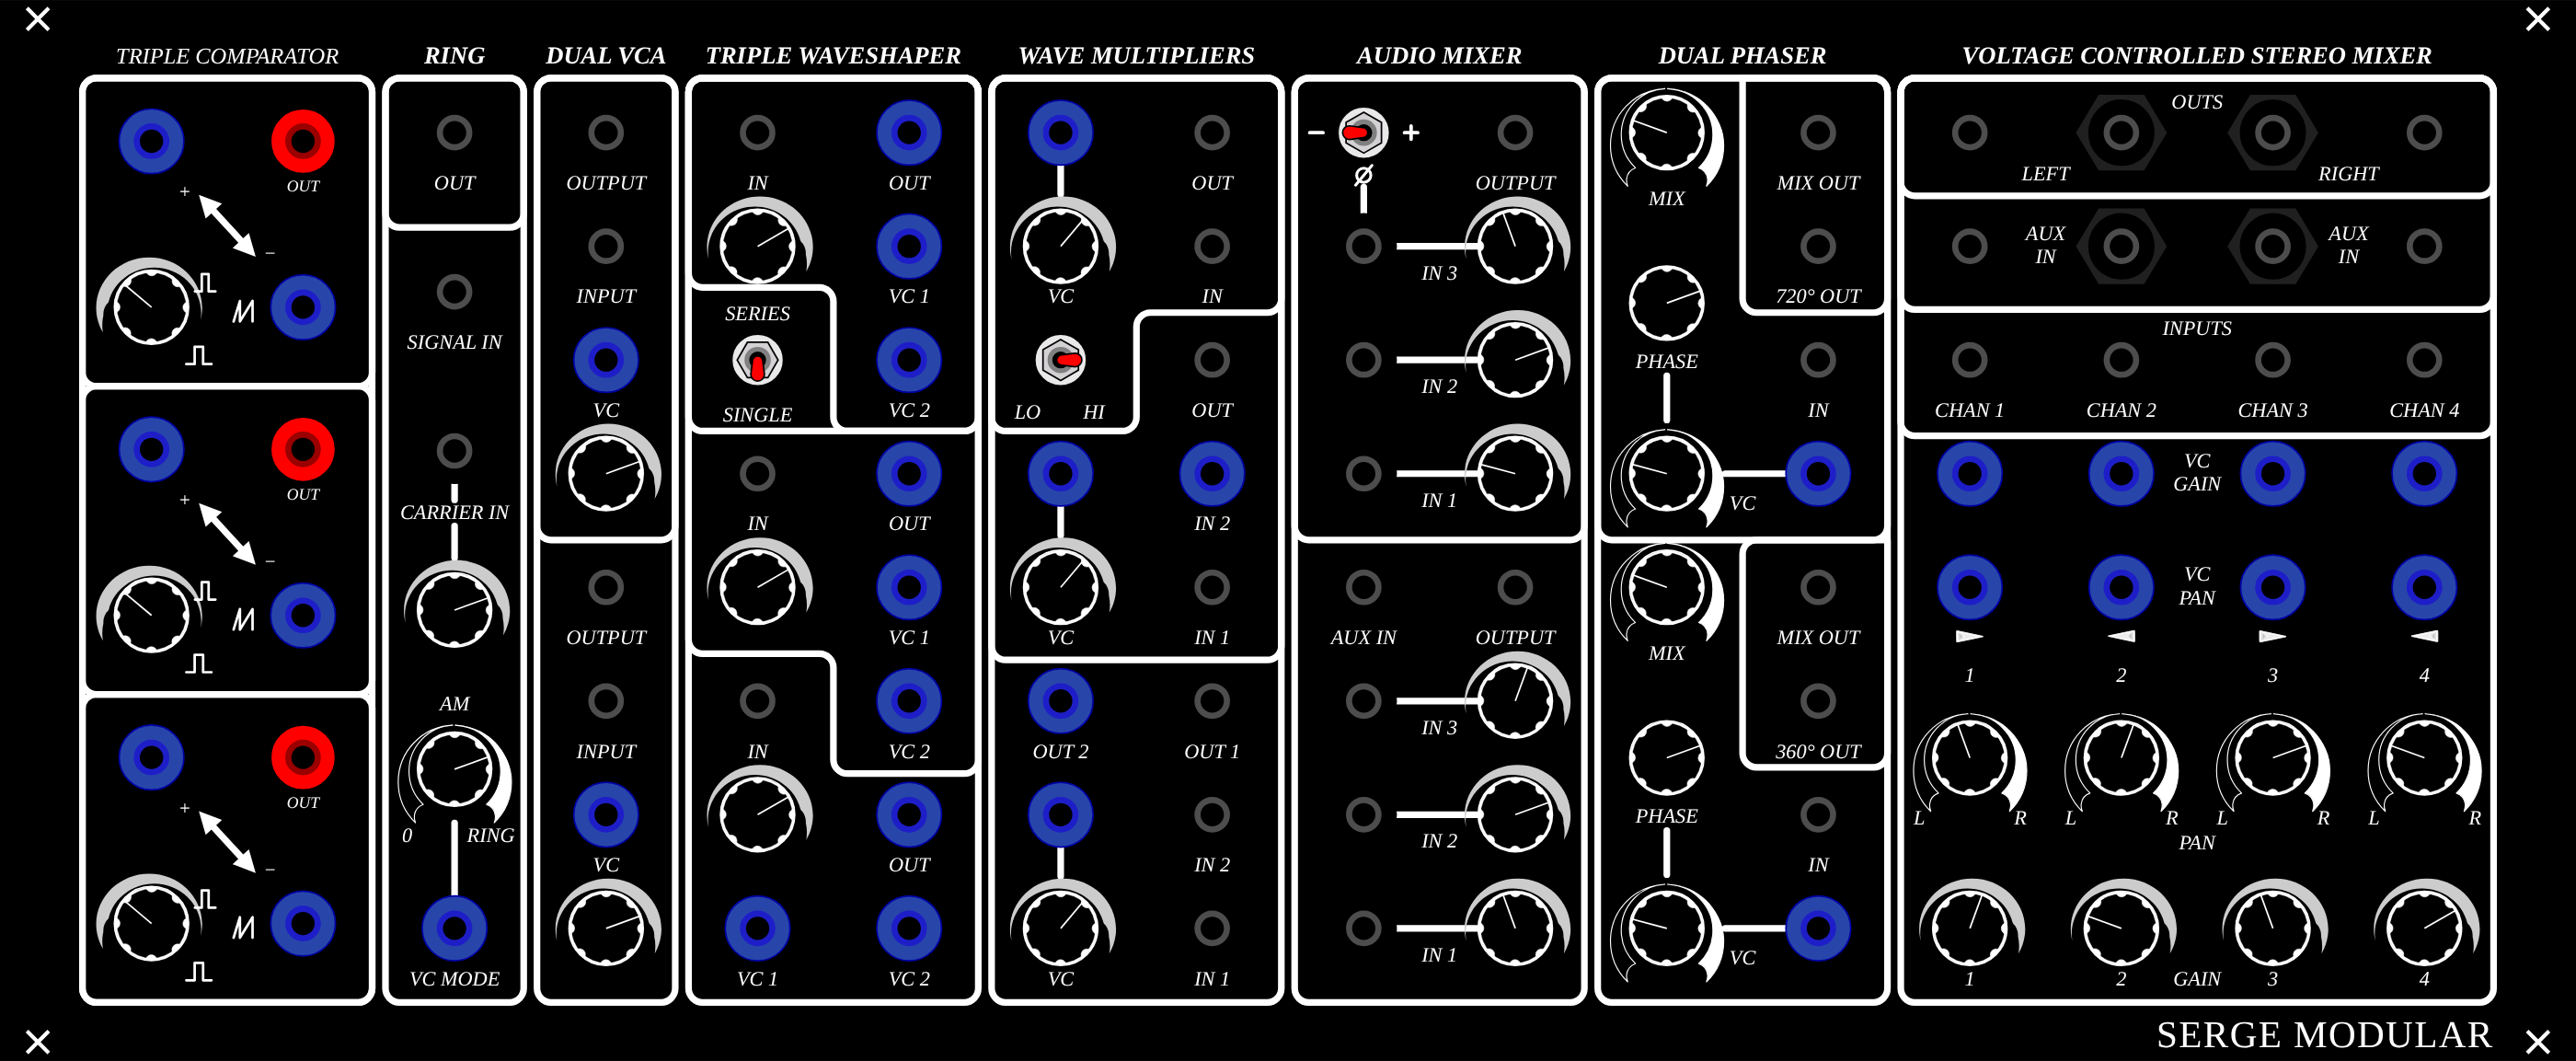 TRIPLE COMPARATOR
RING
DUAL VCA
TRIPLE WAVESHAPER
WAVE MULTIPLIERS
AUDIO MIXER
DUAL PHASER
VOLTAGE CONTROLLED STEREO MIXER
+
OUT
−
+
OUT
−
+
OUT
−
OUT
SIGNAL IN
CARRIER IN
AM
0
RING
VC MODE
OUTPUT
INPUT
VC
OUTPUT
INPUT
VC
IN
OUT
VC 1
SERIES
SINGLE
VC 2
IN
OUT
VC 1
IN
VC 2
OUT
VC 1
VC 2
OUT
VC
IN
LO
HI
OUT
IN 2
VC
IN 1
OUT 2
OUT 1
IN 2
VC
IN 1
−
+
Ø
OUTPUT
IN 3
IN 2
IN 1
AUX IN
OUTPUT
IN 3
IN 2
IN 1
MIX
MIX OUT
720° OUT
PHASE
IN
VC
MIX
MIX OUT
360° OUT
PHASE
IN
VC
OUTS
LEFT
RIGHT
AUX
IN
AUX
IN
INPUTS
CHAN 1
CHAN 2
CHAN 3
CHAN 4
VC
GAIN
VC
PAN
1
2
3
4
L
R
L
R
L
R
L
R
PAN
1
2
GAIN
3
4
SERGE MODULAR